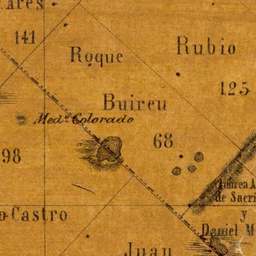 ares
141
Roque
Rubio
125
Buireu
Med.º Colorado
68
98
o Castro
de Sacri
y
Daniel M
Juan